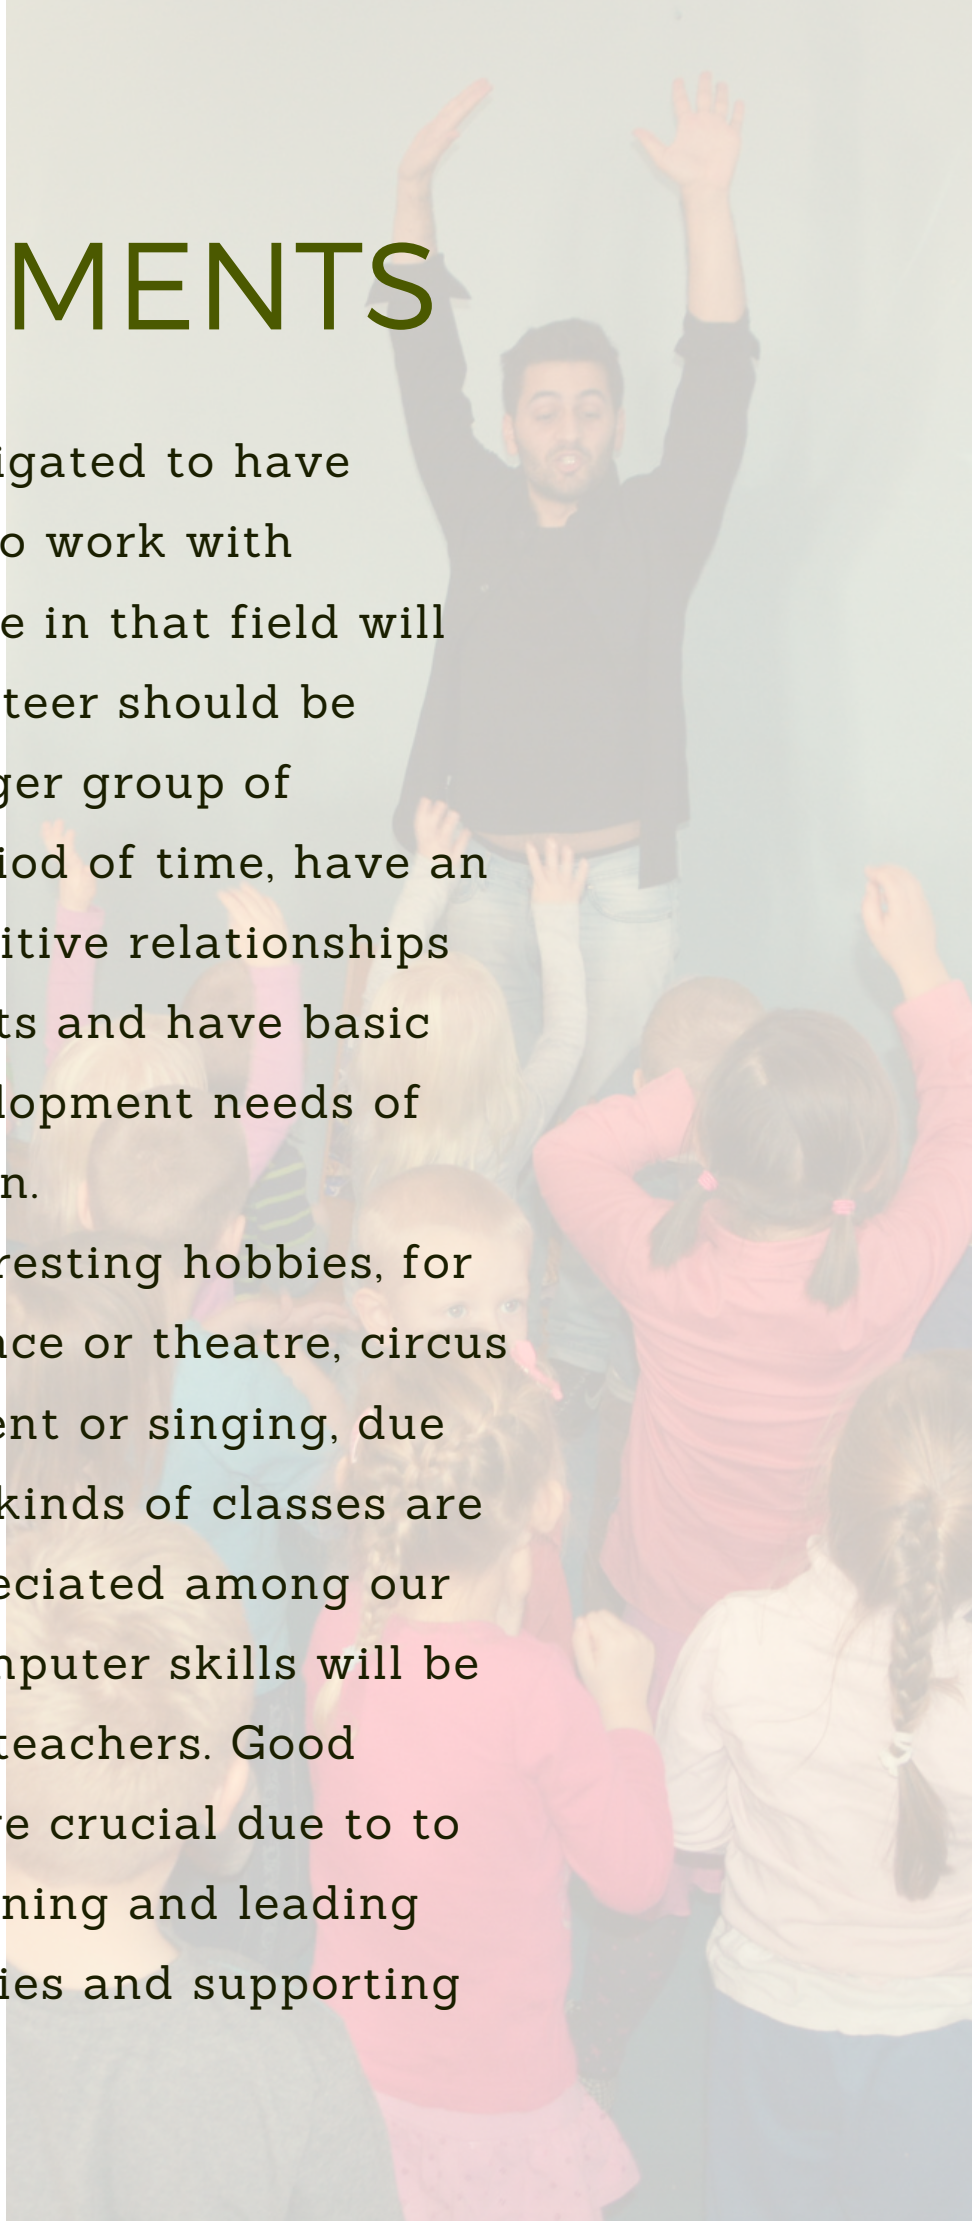 MENTS
igated to have
o work with
e in that field will
teer should be
ger group of
iod of time, have an
itive relationships
ts and have basic
lopment needs of
n.
resting hobbies, for
nce or theatre, circus
ent or singing, due
kinds of classes are
eciated among our
mputer skills will be
teachers. Good
re crucial due to to
ning and leading
ies and supporting